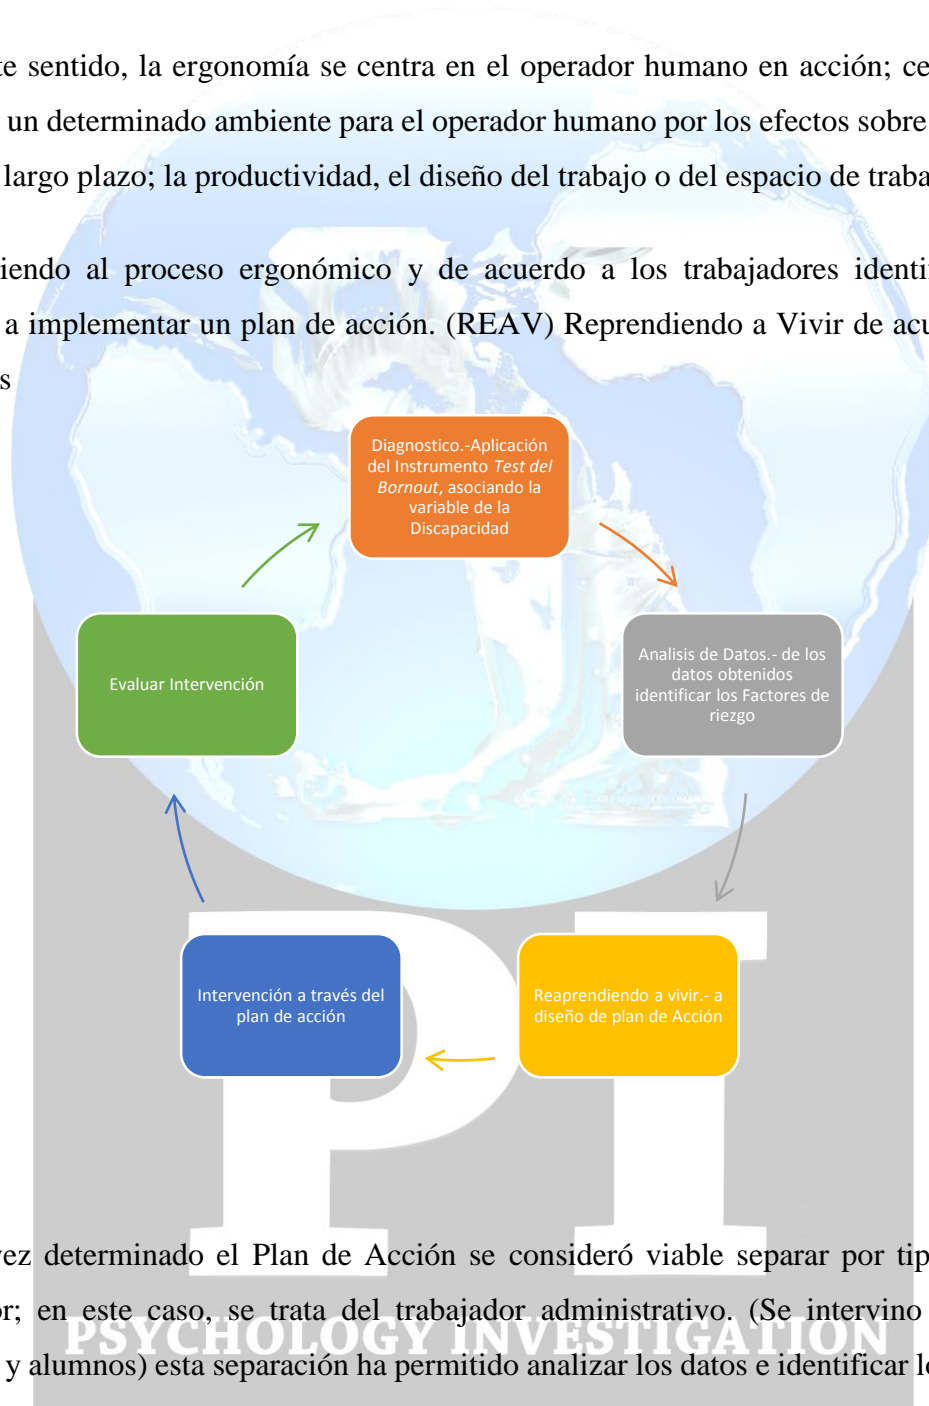 te sentido, la ergonomía se centra en el operador humano en acción; ce
un determinado ambiente para el operador humano por los efectos sobre
largo plazo; la productividad, el diseño del trabajo o del espacio de traba
iendo al proceso ergonómico y de acuerdo a los trabajadores identi
a implementar un plan de acción. (REAV) Reprendiendo a Vivir de acu
s
Diagnostico.-Aplicación
del Instrumento Test del
Bornout, asociando la
variable de la
Discapacidad
Analisis de Datos.- de los
datos obtenidos
identificar los Factores de
riezgo
Evaluar Intervención
Intervención a través del
plan de acción
Reaprendiendo a vivir.- a
diseño de plan de Acción
PI
vez determinado el Plan de Acción se consideró viable separar por tip
or; en este caso, se trata del trabajador administrativo. (Se intervino
PSYCHOLOGY INVESTIGATION
y alumnos) esta separación ha permitido analizar los datos e identificar lo